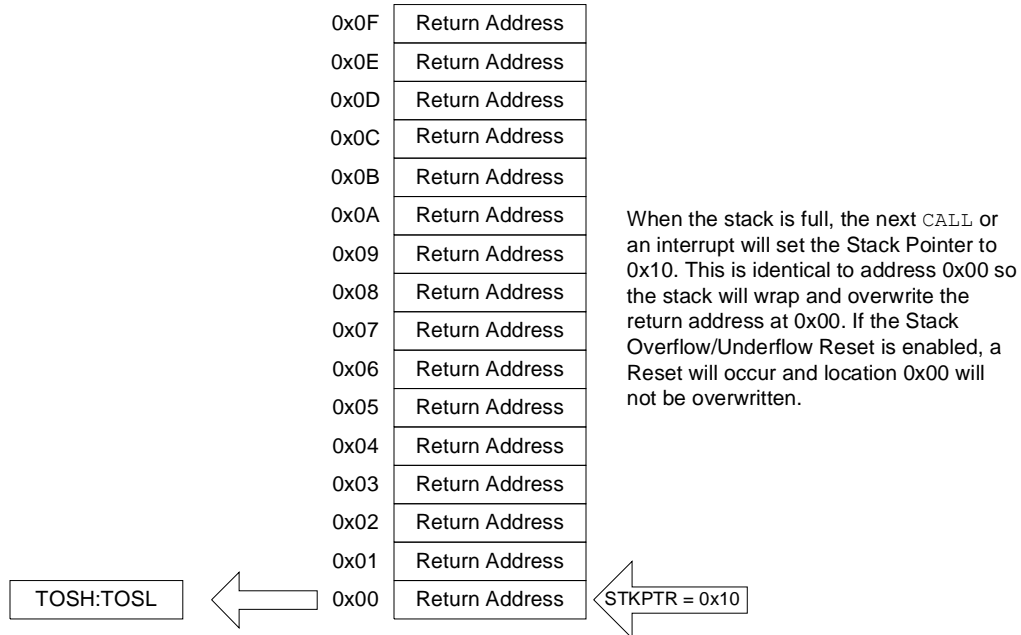 0x0F Return Address
0x0E Return Address
0x0D Return Address
0x0C Return Address
0x0B Return Address
0x0A Return Address
0x09 Return Address
0x08 Return Address
0x07 Return Address
0x06 Return Address
0x05 Return Address
0x04 Return Address
0x03 Return Address
0x02 Return Address
0x01 Return Address
TOSH:TOSL 0x00 Return Address STKPTR = 0x10
When the stack is full, the next CALL or
an interrupt will set the Stack Pointer to
0x10. This is identical to address 0x00 so
the stack will wrap and overwrite the
return address at 0x00. If the Stack
Overflow/Underflow Reset is enabled, a
Reset will occur and location 0x00 will
not be overwritten.